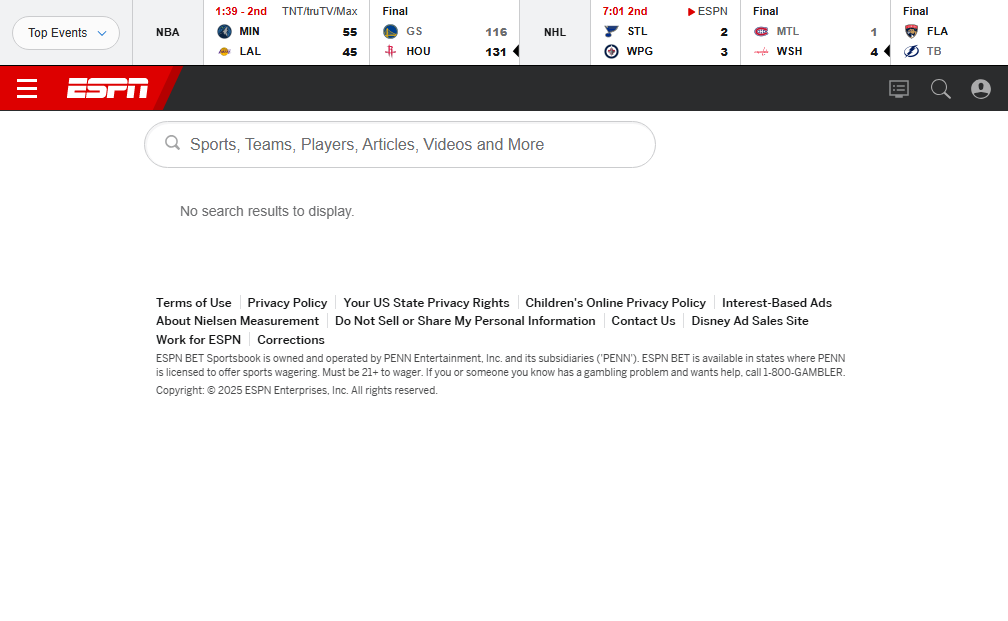 Top Events
NBA
1:39 - 2nd TNT/truTV/Max
MIN 55
LAL 45
Final
GS 116
HOU 131
NHL
7:01 2nd ESPN
STL 2
WPG 3
Final
MTL 1
WSH 4
Final
FLA
TB
ESPN
Sports, Teams, Players, Articles, Videos and More
No search results to display.
Terms of Use Privacy Policy Your US State Privacy Rights Children's Online Privacy Policy Interest-Based Ads
About Nielsen Measurement Do Not Sell or Share My Personal Information Contact Us Disney Ad Sales Site
Work for ESPN Corrections
ESPN BET Sportsbook is owned and operated by PENN Entertainment, Inc. and its subsidiaries ('PENN'). ESPN BET is available in states where PENN
is licensed to offer sports wagering. Must be 21+ to wager. If you or someone you know has a gambling problem and wants help, call 1-800-GAMBLER.
Copyright: © 2025 ESPN Enterprises, Inc. All rights reserved.